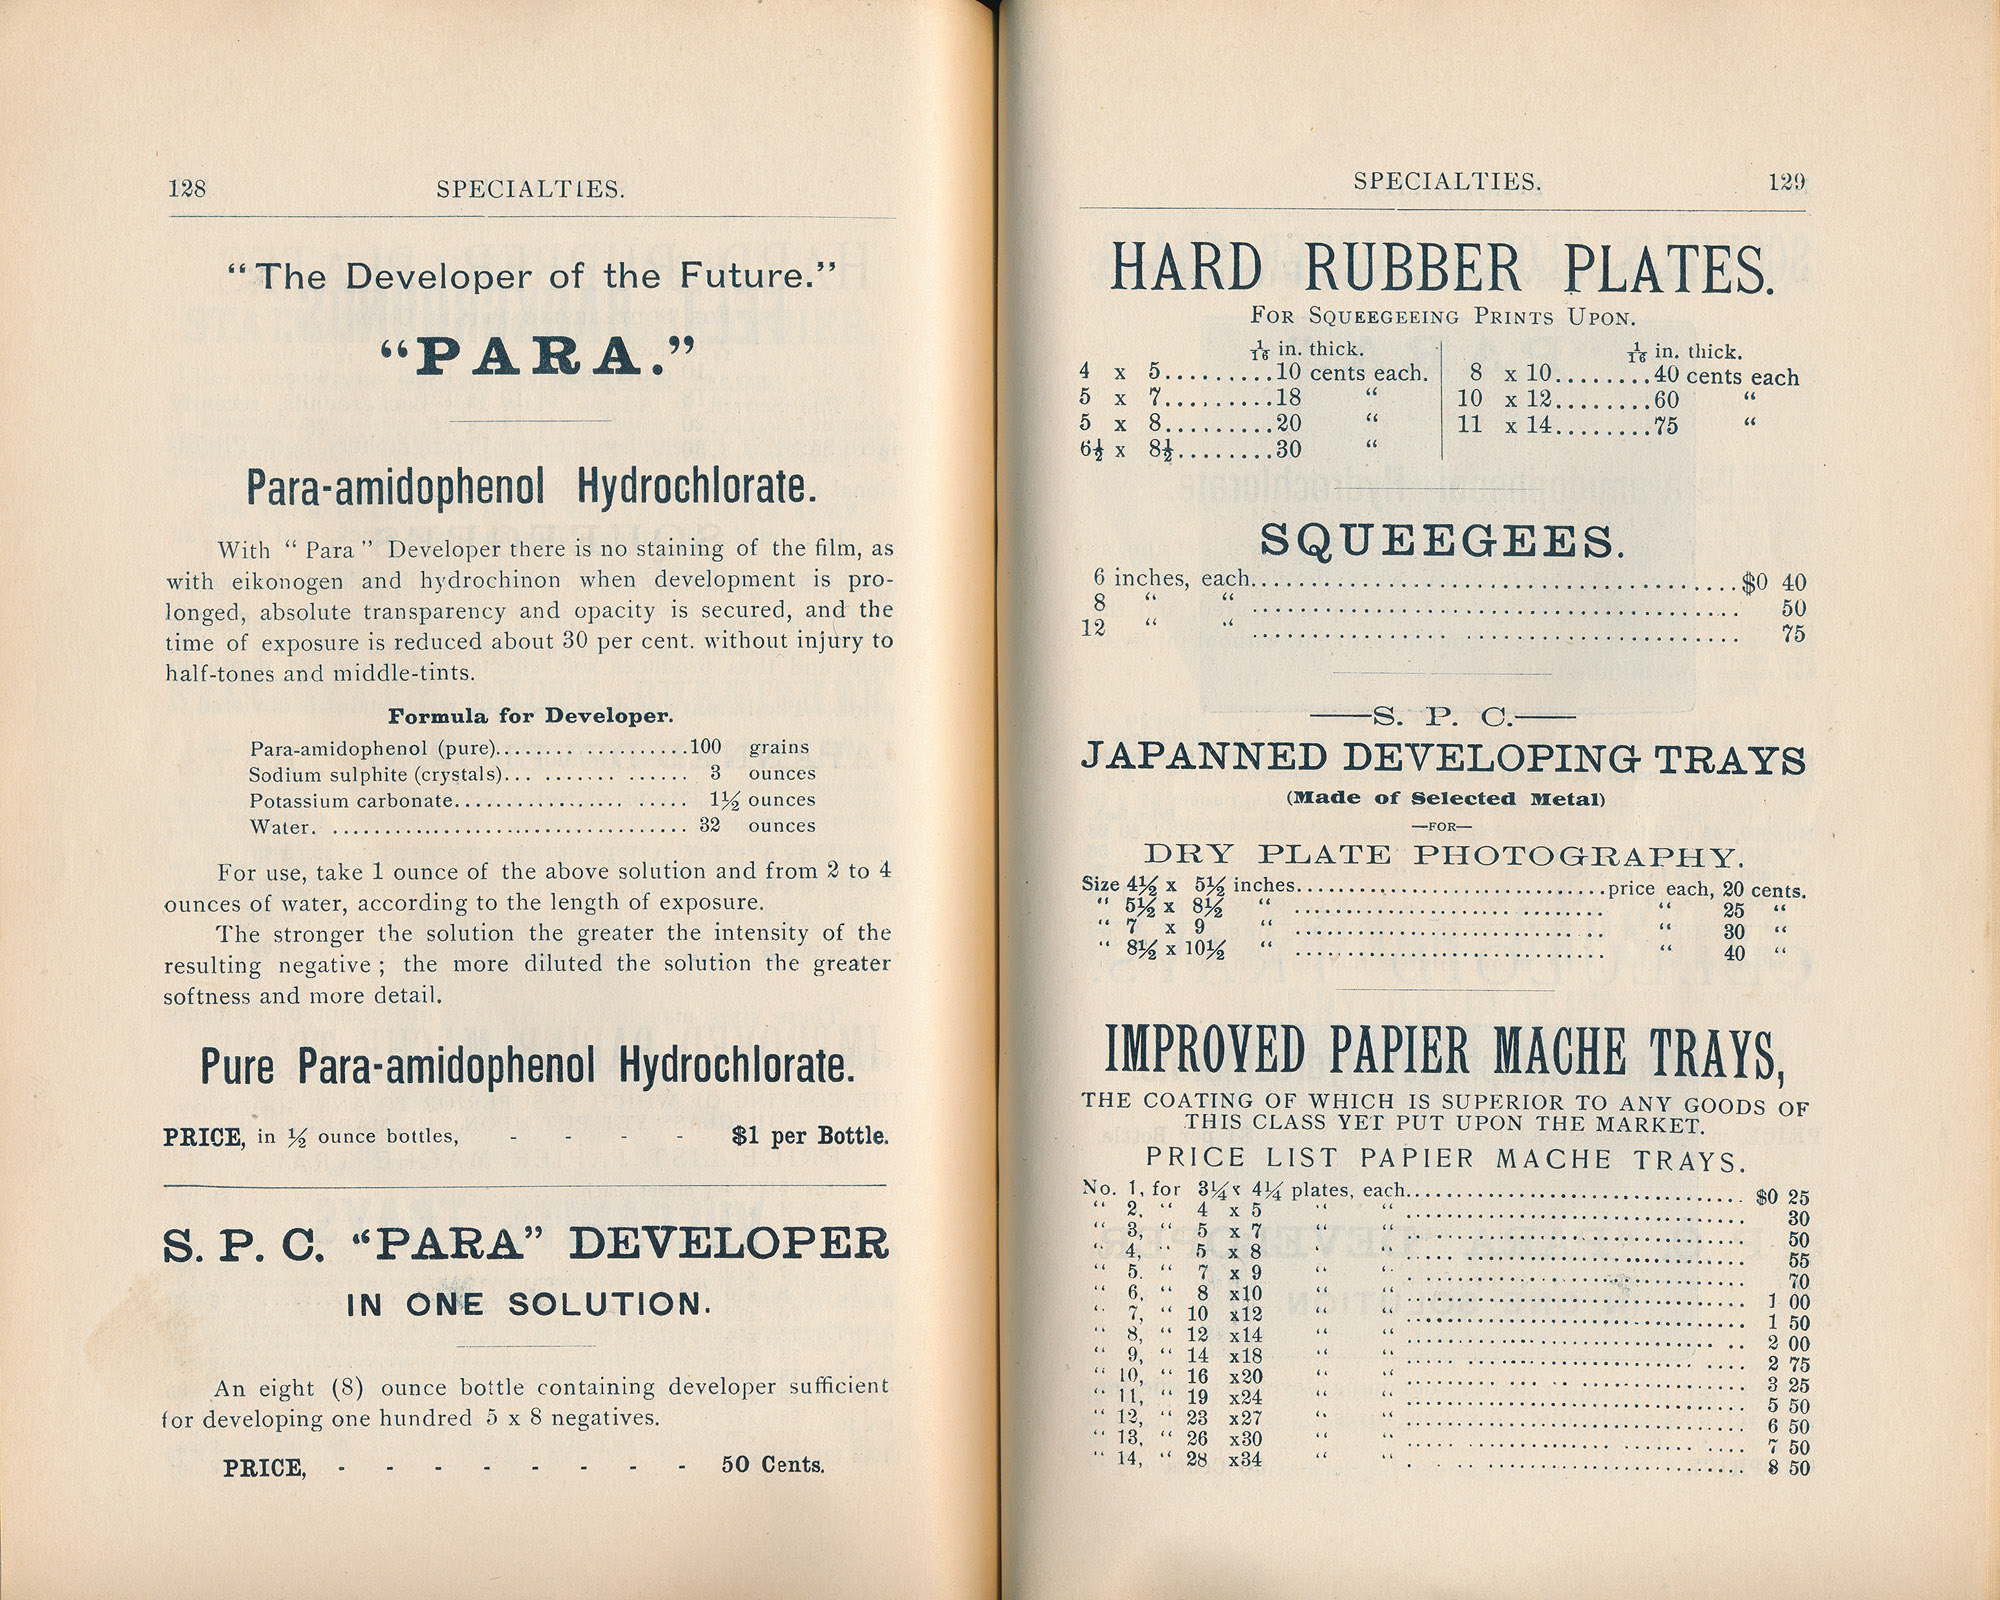 128 SPECIALTIES.
“The Developer of the Future.”
“PARA.”
Para-amidophenol Hydrochlorate.
With “ Para ” Developer there is no staining of the film, as
with eikonogen and hydrochinon when development is pro-
longed, absolute transparency and opacity is secured, and the
time of exposure is reduced about 30 per cent. without injury to
half-tones and middle-tints.
Formula for Developer.
Para-amidophenol (pure)........ ...................100 grains
Sodium sulphite (crystals)... ....... ...... 3 ounces
Potassium carbonate.................... ..... 1½ ounces
Water. .................................... 32 ounces
For use, take 1 ounce of the above solution and from 2 to 4
ounces of water, according to the length of exposure.
The stronger the solution the greater the intensity of the
resulting negative ; the more diluted the solution the greater
softness and more detail.
Pure Para-amidophenol Hydrochlorate.
PRICE, in ½ ounce bottles, - - - - $1 per Bottle.
S. P. C. “PARA” DEVELOPER
IN ONE SOLUTION.
An eight (8) ounce bottle containing developer sufficient
for developing one hundred 5 x 8 negatives.
PRICE, - - - - - - - - 50 Cents.
SPECIALTIES. 129
HARD RUBBER PLATES.
FOR SQUEEGEEING PRINTS UPON.
1/16 in. thick.
4 x 5.........10 cents each.
5 x 7.........18 “
5 x 8.........20 “
6½ x 8½........30 “
1/16 in. thick.
8 x 10........40 cents each
10 x 12........60 “
11 x 14........75 “
SQUEEGEES.
6 inches, each..........................................$0 40
8 “ “ .......................................... 50
12 “ “ .......................................... 75
——S. P. C.——
JAPANNED DEVELOPING TRAYS
(Made of Selected Metal)
—FOR—
DRY PLATE PHOTOGRAPHY.
Size 4½ x 5½ inches..............................price each, 20 cents.
“ 5½ x 8½ “ .............................. “ 25 “
“ 7 x 9 “ .............................. “ 30 “
“ 8½ x 10½ “ .............................. “ 40 “
IMPROVED PAPIER MACHE TRAYS,
THE COATING OF WHICH IS SUPERIOR TO ANY GOODS OF
THIS CLASS YET PUT UPON THE MARKET.
PRICE LIST PAPIER MACHE TRAYS.
No. 1, for 3¼ x 4¼ plates, each.................................. $0 25
“ 2, “ 4 x 5 “ “ .................................. 30
“ 3, “ 5 x 7 “ “ .................................. 50
“ 4, “ 5 x 8 “ “ .................................. 55
“ 5. “ 7 x 9 “ “ .................................. 70
“ 6, “ 8 x10 “ “ .................................. 1 00
“ 7, “ 10 x12 “ “ .................................. 1 50
“ 8, “ 12 x14 “ “ .................................. 2 00
“ 9, “ 14 x18 “ “ .................................. 2 75
“ 10, “ 16 x20 “ “ .................................. 3 25
“ 11, “ 19 x24 “ “ .................................. 5 50
“ 12, “ 23 x27 “ “ .................................. 6 50
“ 13, “ 26 x30 “ “ .................................. 7 50
“ 14, “ 28 x34 “ “ .................................. 8 50